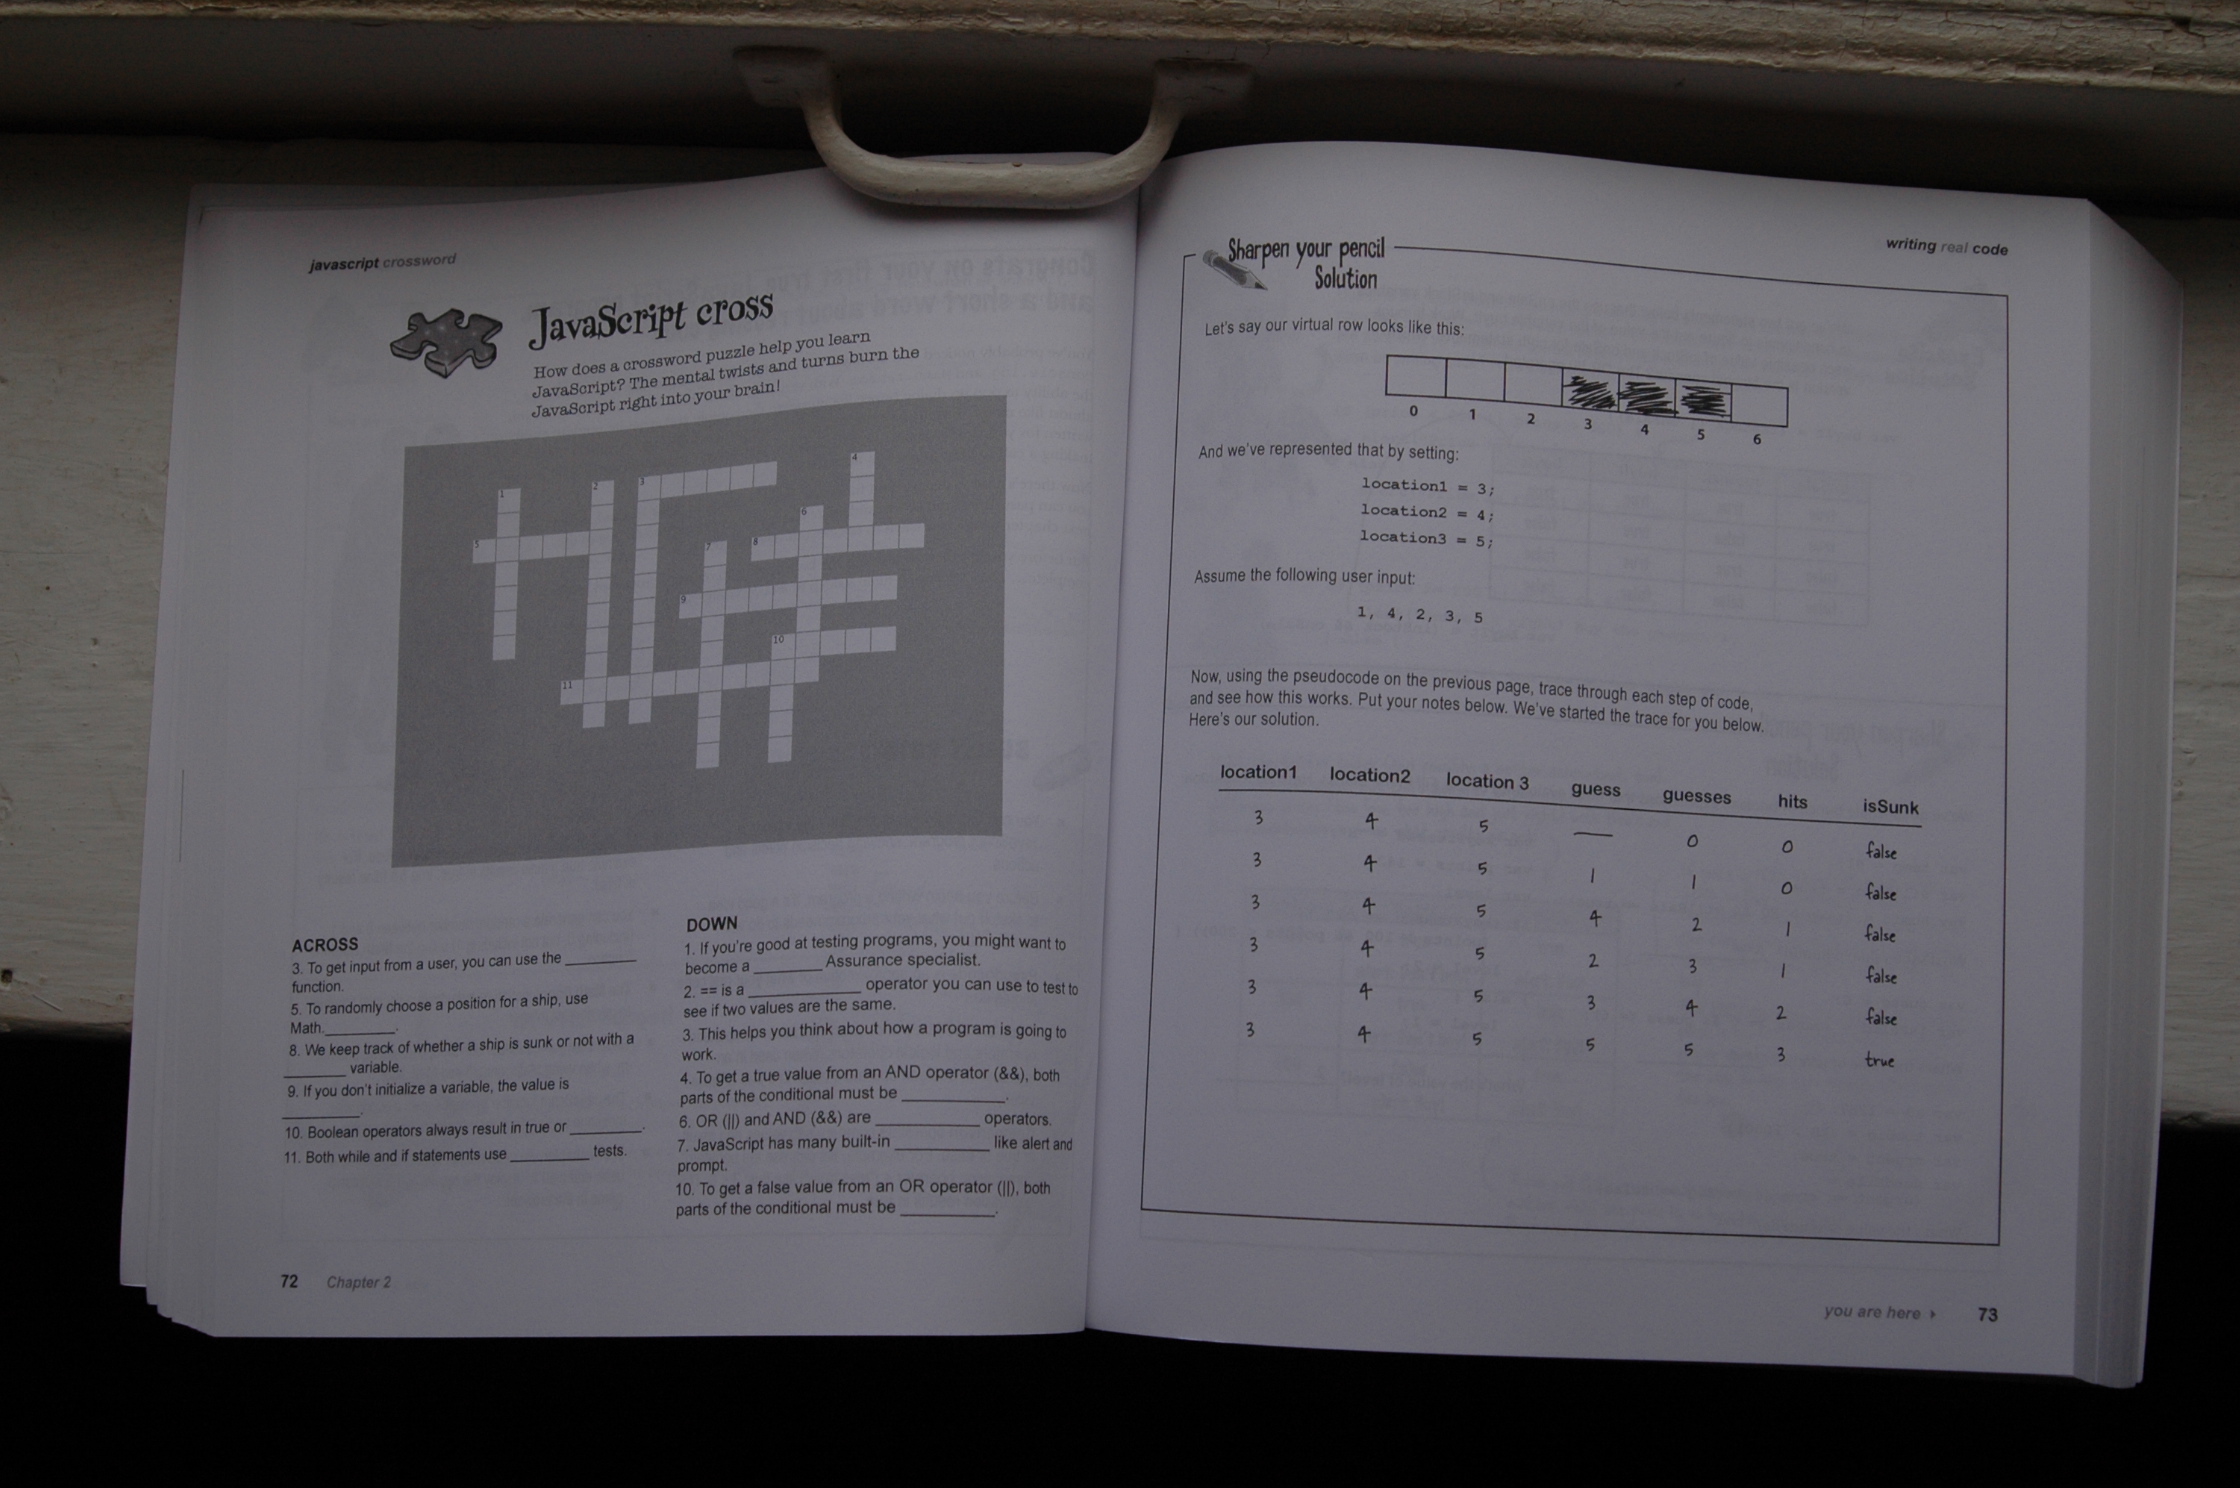 javascript crossword
JavaScript cross
How does a crossword puzzle help you learn
JavaScript? The mental twists and turns burn the
JavaScript right into your brain!
1
2
3
4
5
6
7
8
9
10
11
ACROSS
3. To get input from a user, you can use the ________
function.
5. To randomly choose a position for a ship, use
Math.________.
8. We keep track of whether a ship is sunk or not with a
________ variable.
9. If you don't initialize a variable, the value is
_________.
10. Boolean operators always result in true or ________.
11. Both while and if statements use _________ tests.
DOWN
1. If you're good at testing programs, you might want to
become a ________ Assurance specialist.
2. == is a _____________ operator you can use to test to
see if two values are the same.
3. This helps you think about how a program is going to
work.
4. To get a true value from an AND operator (&&), both
parts of the conditional must be ____________.
6. OR (||) and AND (&&) are ____________ operators.
7. JavaScript has many built-in ___________ like alert and
prompt.
10. To get a false value from an OR operator (||), both
parts of the conditional must be ___________.
72 Chapter 2
writing real code
Sharpen your pencil
Solution
Let's say our virtual row looks like this:
0 1 2 3 4 5 6
And we've represented that by setting:
location1 = 3;
location2 = 4;
location3 = 5;
Assume the following user input:
1, 4, 2, 3, 5
Now, using the pseudocode on the previous page, trace through each step of code,
and see how this works. Put your notes below. We've started the trace for you below.
Here's our solution.
location1 location2 location 3 guess guesses hits isSunk
3 4 5 — 0 0 false
3 4 5 1 1 0 false
3 4 5 4 2 1 false
3 4 5 2 3 1 false
3 4 5 3 4 2 false
3 4 5 5 5 3 true
you are here ▸ 73